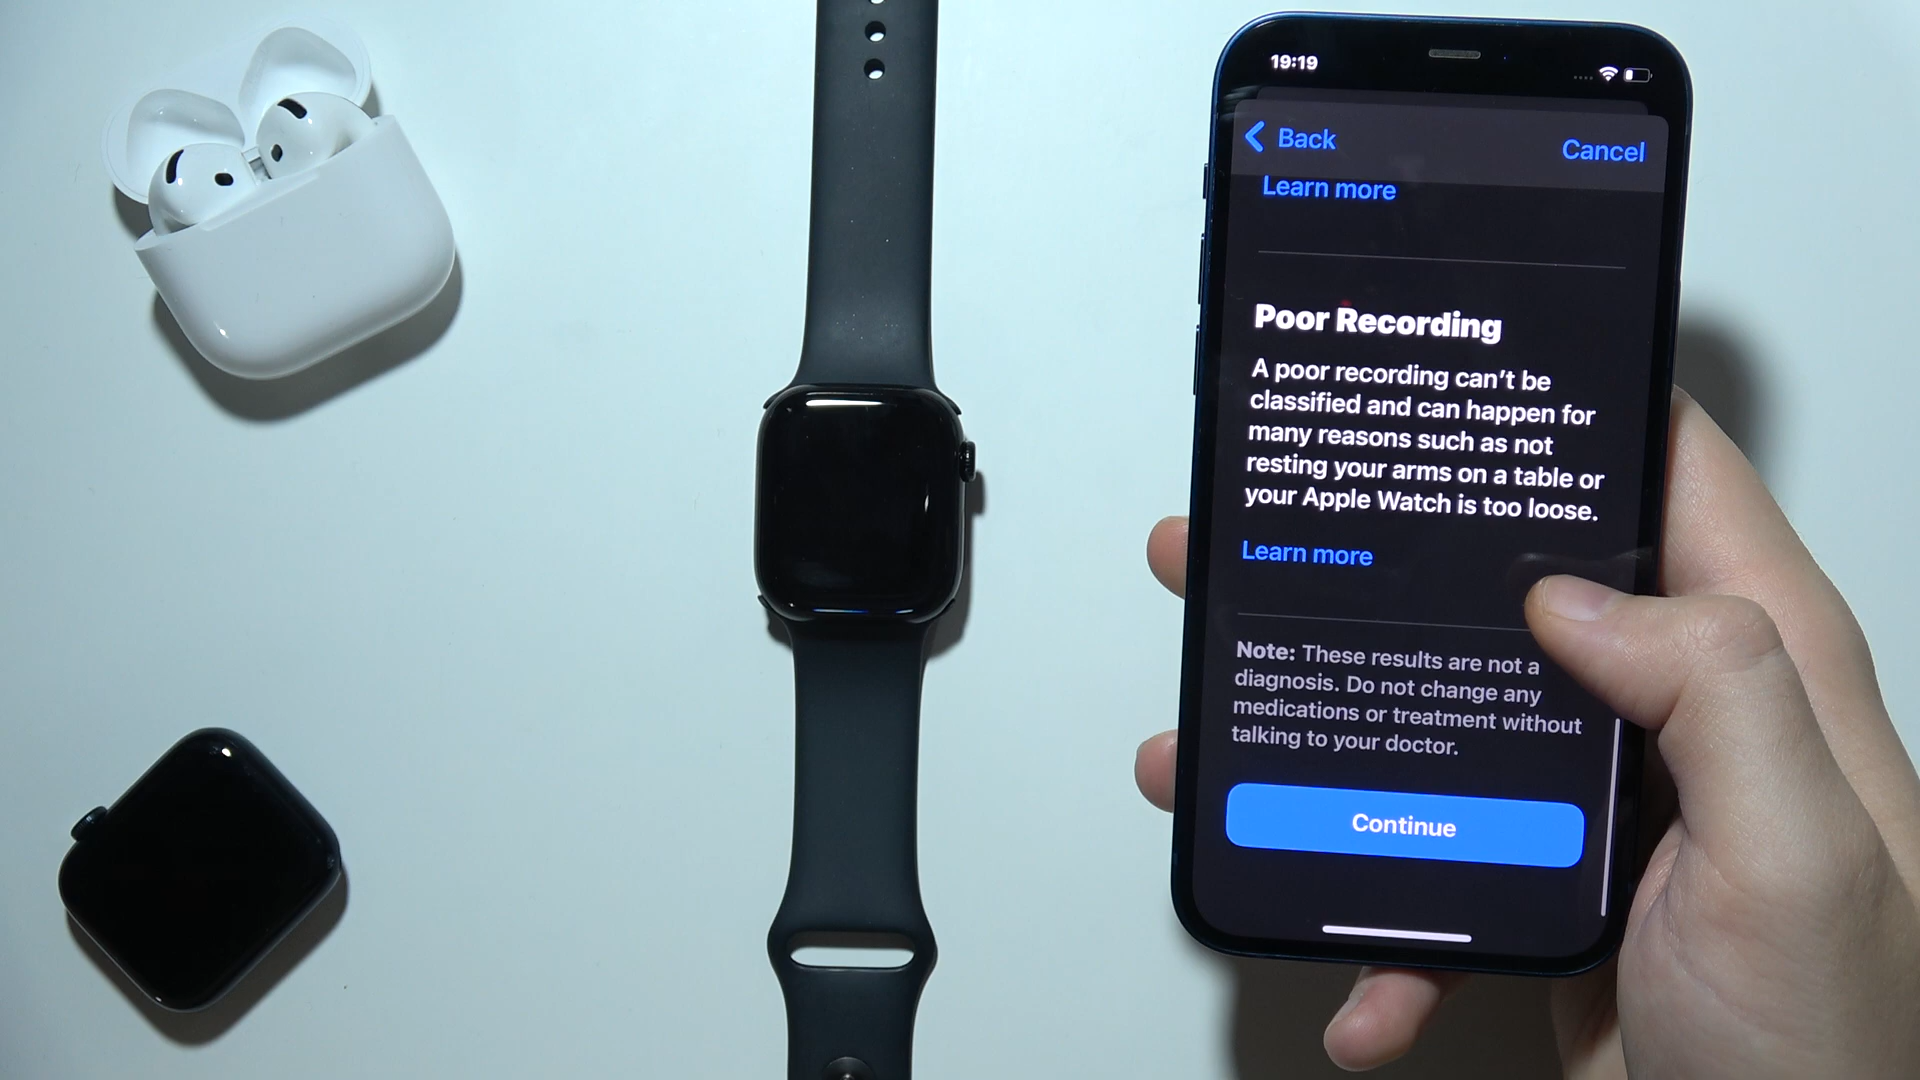 19:19
Back
Cancel
Learn more
Poor Recording
A poor recording can't be
classified and can happen for
many reasons such as not
resting your arms on a table or
your Apple Watch is too loose.
Learn more
Note: These results are not a
diagnosis. Do not change any
medications or treatment without
talking to your doctor.
Continue